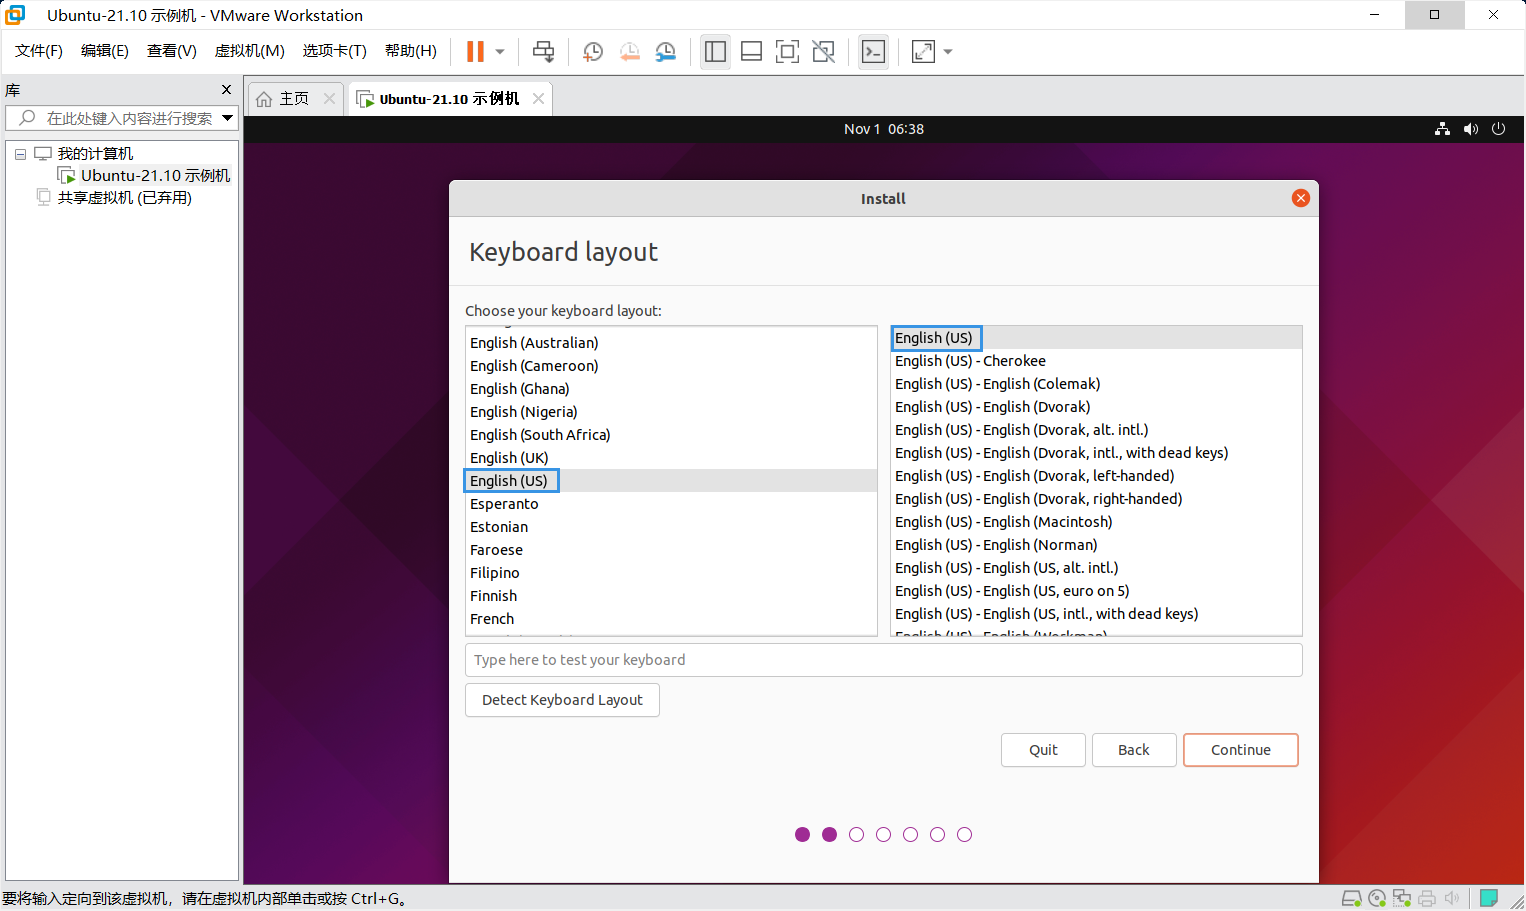 Ubuntu-21.10 示例机 - VMware Workstation
文件(F) 编辑(E) 查看(V) 虚拟机(M) 选项卡(T) 帮助(H)
库
在此处键入内容进行搜索
我的计算机
Ubuntu-21.10 示例机
共享虚拟机 (已弃用)
主页
Ubuntu-21.10 示例机
Nov 1 06:38
Install
Keyboard layout
Choose your keyboard layout:
English (Australian)
English (Cameroon)
English (Ghana)
English (Nigeria)
English (South Africa)
English (UK)
English (US)
Esperanto
Estonian
Faroese
Filipino
Finnish
French
English (US)
English (US) - Cherokee
English (US) - English (Colemak)
English (US) - English (Dvorak)
English (US) - English (Dvorak, alt. intl.)
English (US) - English (Dvorak, intl., with dead keys)
English (US) - English (Dvorak, left-handed)
English (US) - English (Dvorak, right-handed)
English (US) - English (Macintosh)
English (US) - English (Norman)
English (US) - English (US, alt. intl.)
English (US) - English (US, euro on 5)
English (US) - English (US, intl., with dead keys)
English (US) - English (Workman)
Type here to test your keyboard
Detect Keyboard Layout
Quit
Back
Continue
要将输入定向到该虚拟机，请在虚拟机内部单击或按 Ctrl+G。